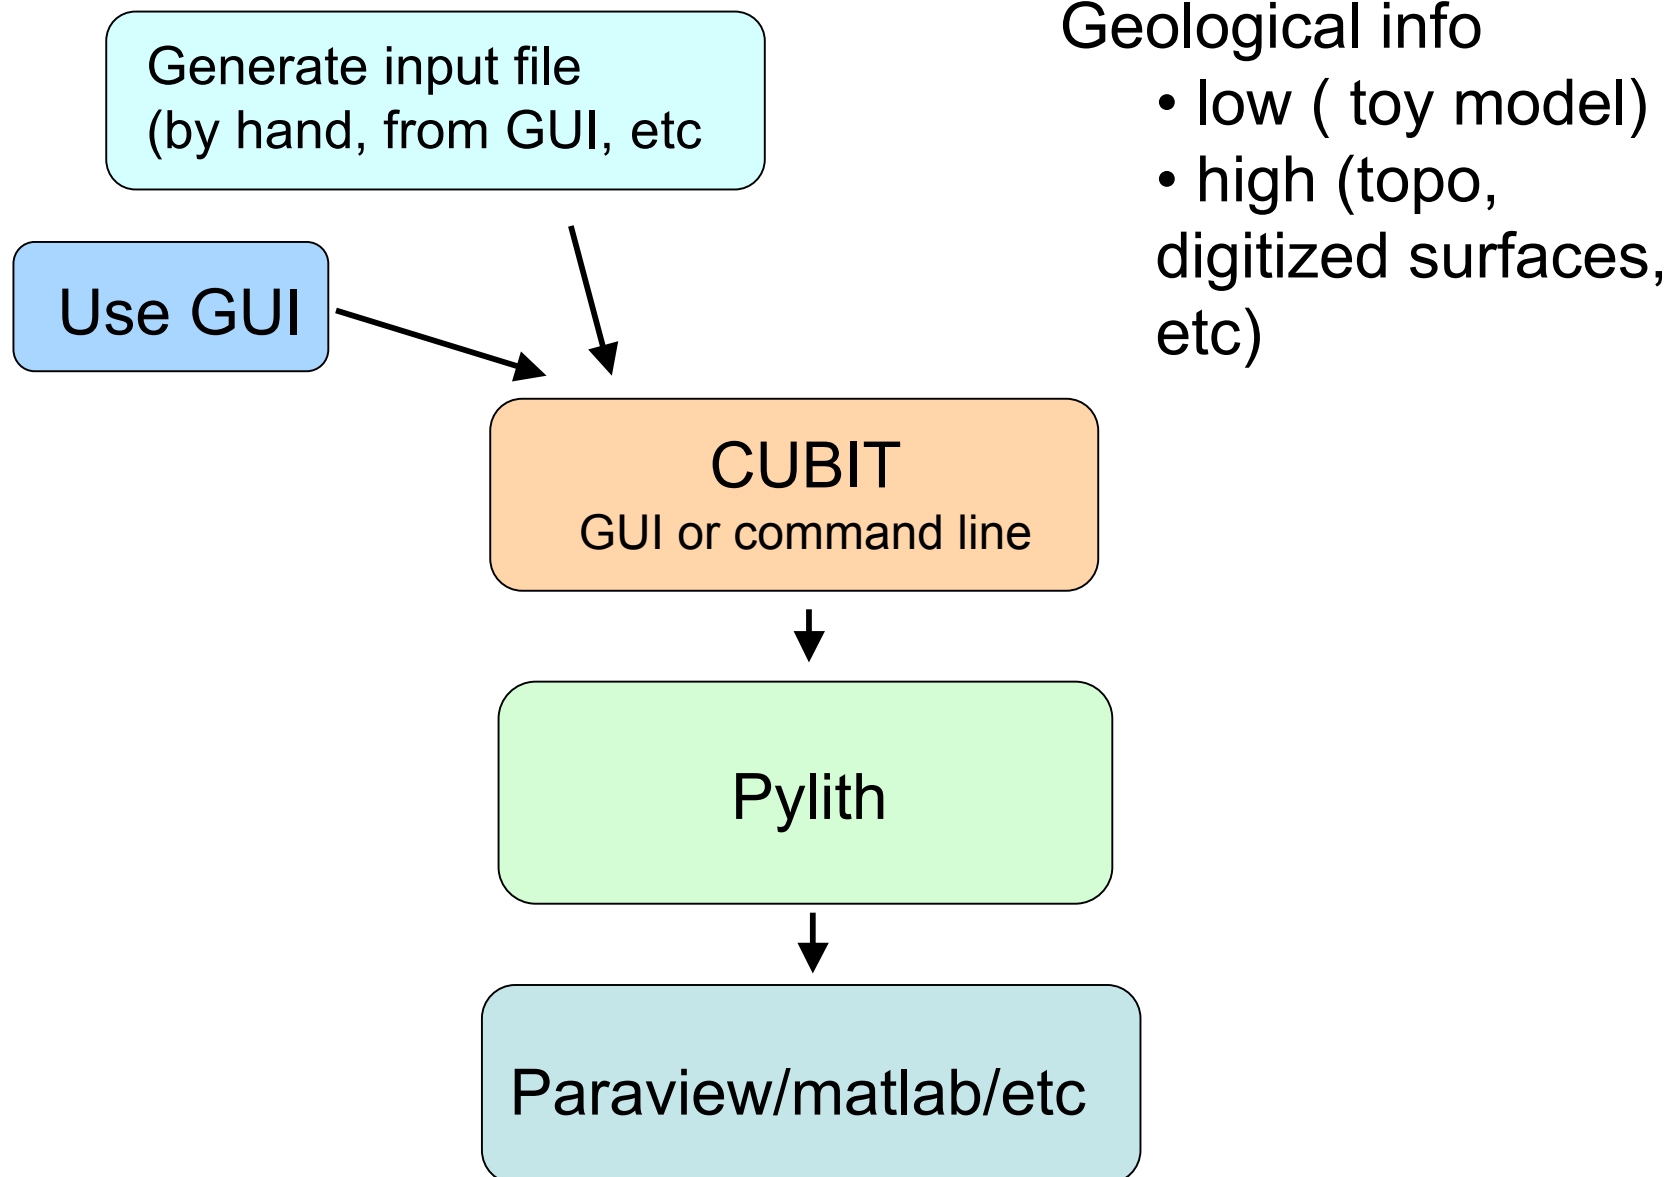 Generate input file
(by hand, from GUI, etc
Use GUI
Geological info
• low ( toy model)
• high (topo,
digitized surfaces,
etc)
CUBIT
GUI or command line
Pylith
Paraview/matlab/etc